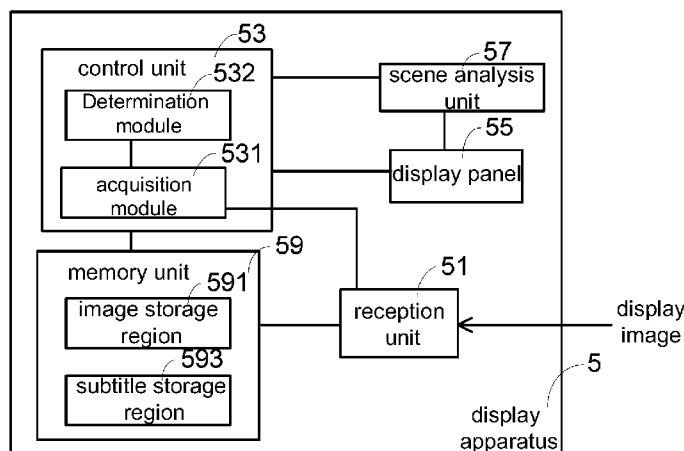 53
control unit
532
Determination
module
531
acquisition
module
57
scene analysis
unit
55
display panel
59
memory unit
591
image storage
region
593
subtitle storage
region
51
reception
unit
display
image
5
display
apparatus